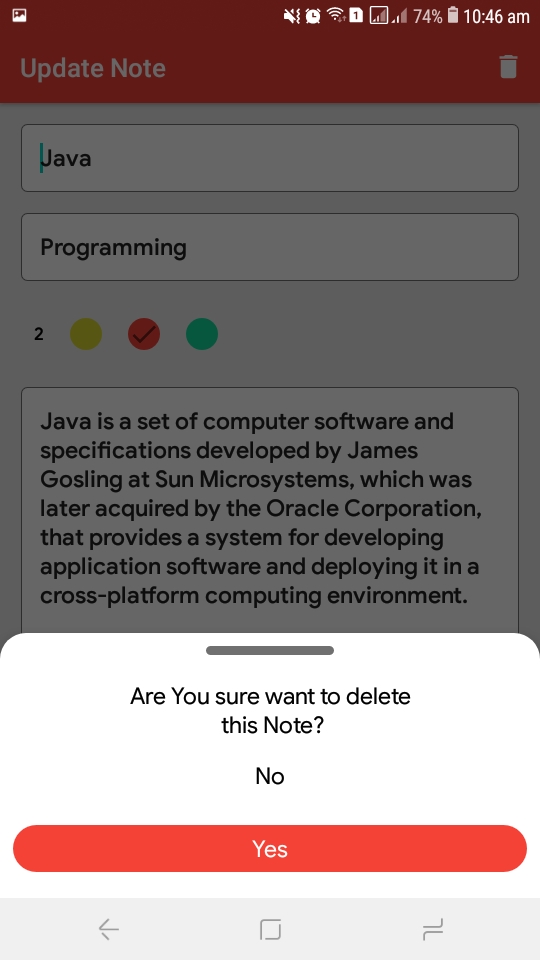 1 74% 10:46 am
Update Note
Java
Programming
2
Java is a set of computer software and
specifications developed by James
Gosling at Sun Microsystems, which was
later acquired by the Oracle Corporation,
that provides a system for developing
application software and deploying it in a
cross-platform computing environment.
Are You sure want to delete
this Note?
No
Yes